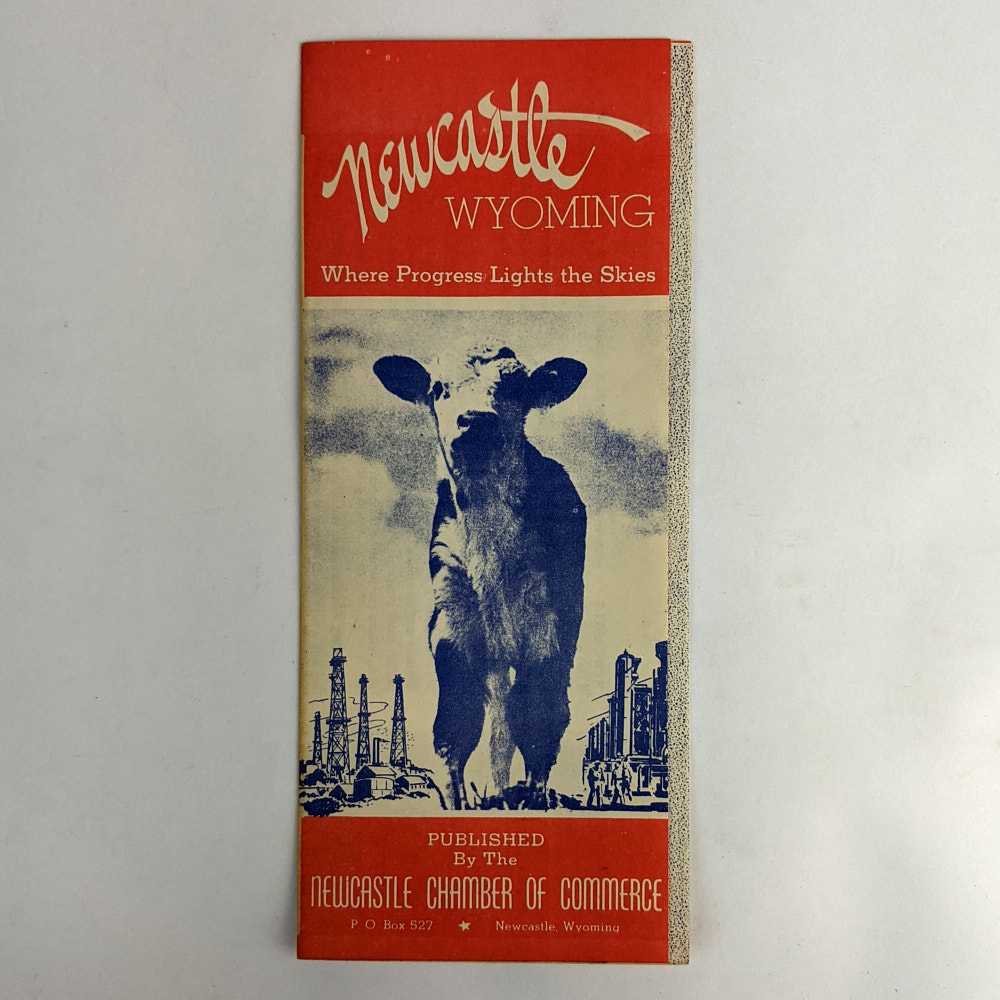 Newcastle
WYOMING
Where Progress Lights the Skies
PUBLISHED
By The
NEWCASTLE CHAMBER OF COMMERCE
P O Box 527 ★ Newcastle, Wyoming